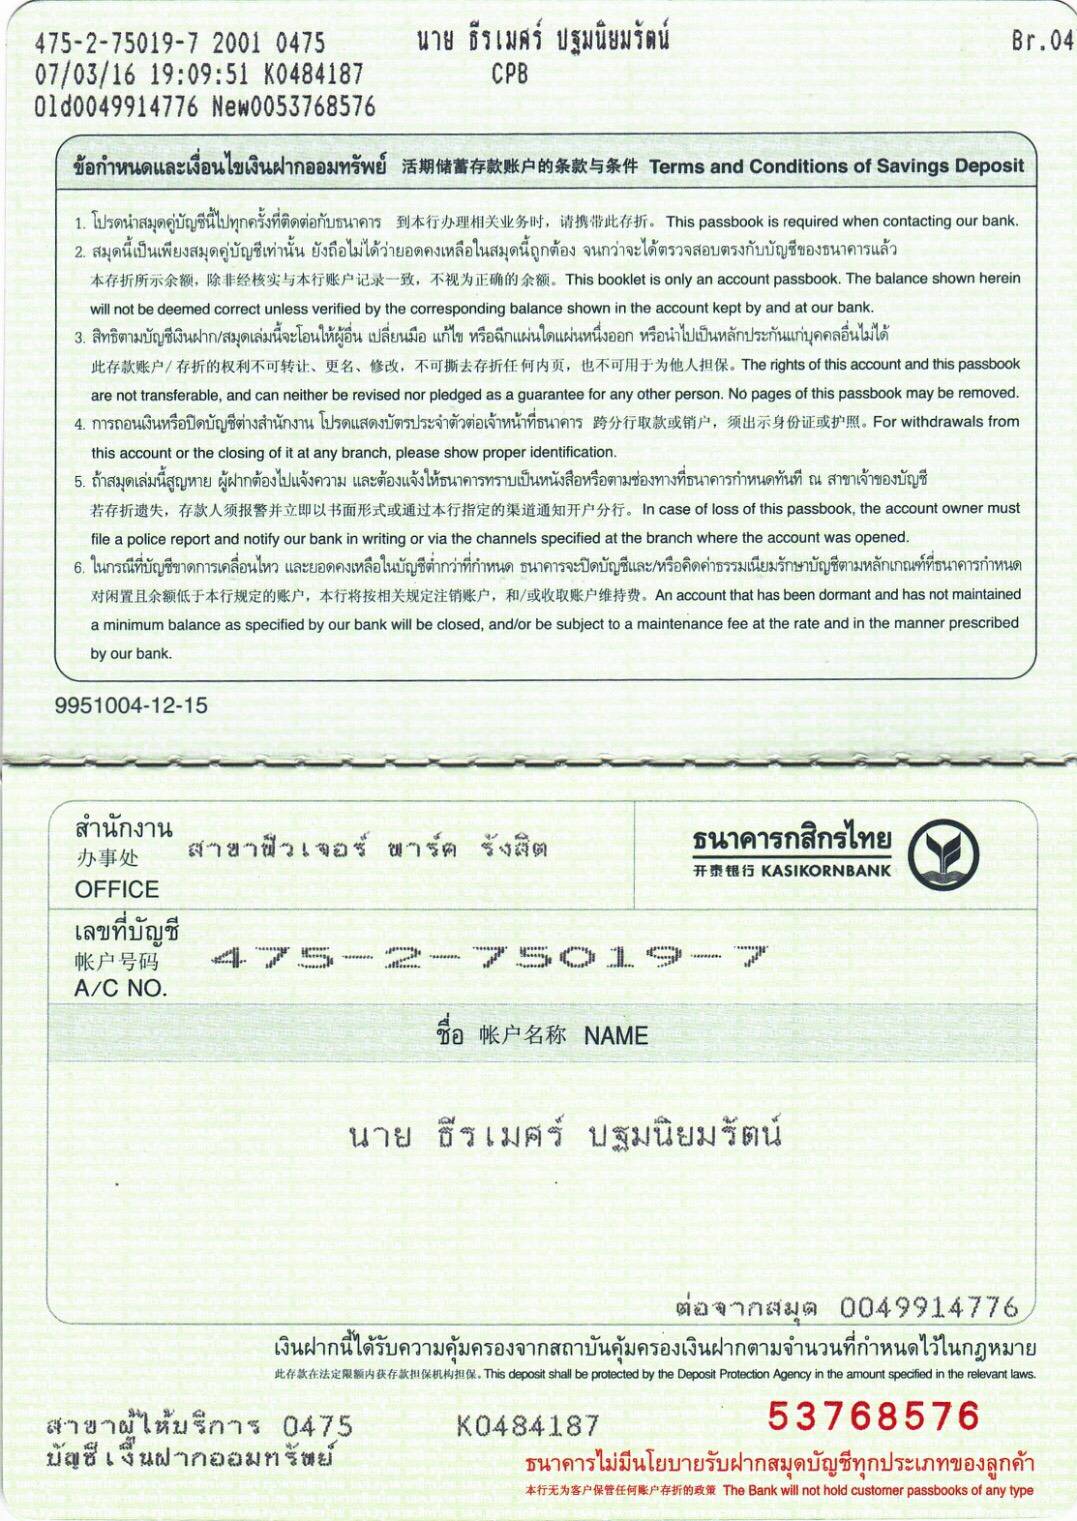 475-2-75019-7 2001 0475 นาย ธีรเมศร์ ปฐมนิยมรัตน์ Br.04
07/03/16 19:09:51 K0484187 CPB
Old0049914776 New0053768576
ข้อกำหนดและเงื่อนไขเงินฝากออมทรัพย์ 活期储蓄存款账户的条款与条件 Terms and Conditions of Savings Deposit
1. โปรดนำสมุดคู่บัญชีนี้ไปทุกครั้งที่ติดต่อกับธนาคาร 到本行办理相关业务时，请携带此存折。 This passbook is required when contacting our bank.
2. สมุดนี้เป็นเพียงสมุดคู่บัญชีเท่านั้น ยังถือไม่ได้ว่ายอดคงเหลือในสมุดนี้ถูกต้อง จนกว่าจะได้ตรวจสอบตรงกับบัญชีของธนาคารแล้ว
本存折所示余额，除非经核实与本行账户记录一致，不视为正确的余额。This booklet is only an account passbook. The balance shown herein
will not be deemed correct unless verified by the corresponding balance shown in the account kept by and at our bank.
3. สิทธิตามบัญชีเงินฝาก/สมุดเล่มนี้จะโอนให้ผู้อื่น เปลี่ยนมือ แก้ไข หรือฉีกแผ่นใดแผ่นหนึ่งออก หรือนำไปเป็นหลักประกันแก่บุคคลอื่นไม่ได้
此存款账户/存折的权利不可转让、更名、修改，不可撕去存折任何内页，也不可用于为他人担保。The rights of this account and this passbook
are not transferable, and can neither be revised nor pledged as a guarantee for any other person. No pages of this passbook may be removed.
4. การถอนเงินหรือปิดบัญชีต่างสำนักงาน โปรดแสดงบัตรประจำตัวต่อเจ้าหน้าที่ธนาคาร 跨分行取款或销户，须出示身份证或护照。For withdrawals from
this account or the closing of it at any branch, please show proper identification.
5. ถ้าสมุดเล่มนี้สูญหาย ผู้ฝากต้องไปแจ้งความ และต้องแจ้งให้ธนาคารทราบเป็นหนังสือหรือตามช่องทางที่ธนาคารกำหนดทันที ณ สาขาเจ้าของบัญชี
若存折遗失，存款人须报警并立即以书面形式或通过本行指定的渠道通知开户分行。In case of loss of this passbook, the account owner must
file a police report and notify our bank in writing or via the channels specified at the branch where the account was opened.
6. ในกรณีที่บัญชีขาดการเคลื่อนไหว และยอดคงเหลือในบัญชีต่ำกว่าที่กำหนด ธนาคารจะปิดบัญชีและ/หรือคิดค่าธรรมเนียมรักษาบัญชีตามหลักเกณฑ์ที่ธนาคารกำหนด
对闲置且余额低于本行规定的账户，本行将按相关规定注销账户，和/或收取账户维持费。An account that has been dormant and has not maintained
a minimum balance as specified by our bank will be closed, and/or be subject to a maintenance fee at the rate and in the manner prescribed
by our bank.
9951004-12-15
สำนักงาน
办事处
OFFICE
สาขาฟิวเจอร์ พาร์ค รังสิต
ธนาคารกสิกรไทย
开泰银行 KASIKORNBANK
เลขที่บัญชี
帐户号码
A/C NO.
475-2-75019-7
ชื่อ 帐户名称 NAME
นาย ธีรเมศร์ ปฐมนิยมรัตน์
ต่อจากสมุด 0049914776
เงินฝากนี้ได้รับความคุ้มครองจากสถาบันคุ้มครองเงินฝากตามจำนวนที่กำหนดไว้ในกฎหมาย
此存款在法定限额内获存款担保机构担保。This deposit shall be protected by the Deposit Protection Agency in the amount specified in the relevant laws.
สาขาผู้ให้บริการ 0475 K0484187 53768576
บัญชีเงินฝากออมทรัพย์
ธนาคารไม่มีนโยบายรับฝากสมุดบัญชีทุกประเภทของลูกค้า
本行无为客户保管任何账户存折的政策 The Bank will not hold customer passbooks of any type